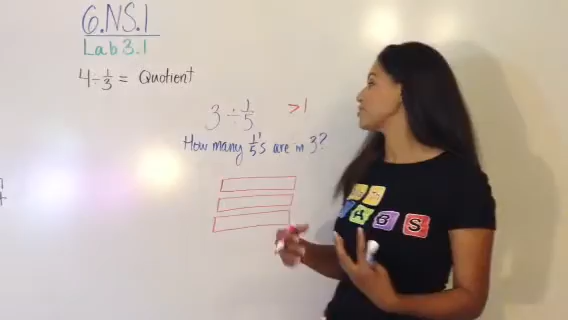 6.NS.1
Lab 3.1
4 ÷ 1/3 = Quotient
3 ÷ 1/5 >1
How many 1/5's are in 3?
ABS